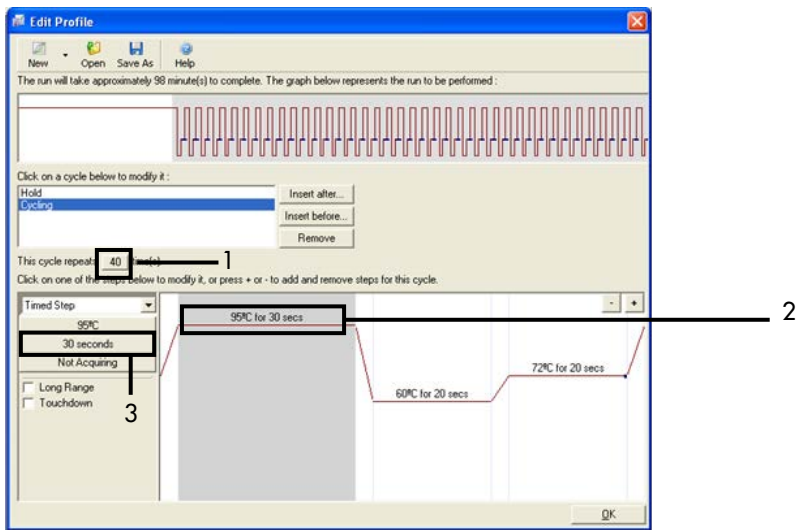 Edit Profile
New Open Save As Help
The run will take approximately 98 minute(s) to complete. The graph below represents the run to be performed :
Click on a cycle below to modify it :
Hold
Cycling
Insert after...
Insert before...
Remove
This cycle repeats 40 time(s).
1
Click on one of the steps below to modify it, or press + or - to add and remove steps for this cycle.
Timed Step
95ºC
30 seconds
Not Acquiring
Long Range
Touchdown
3
95ºC for 30 secs
2
60ºC for 20 secs
72ºC for 20 secs
- +
OK